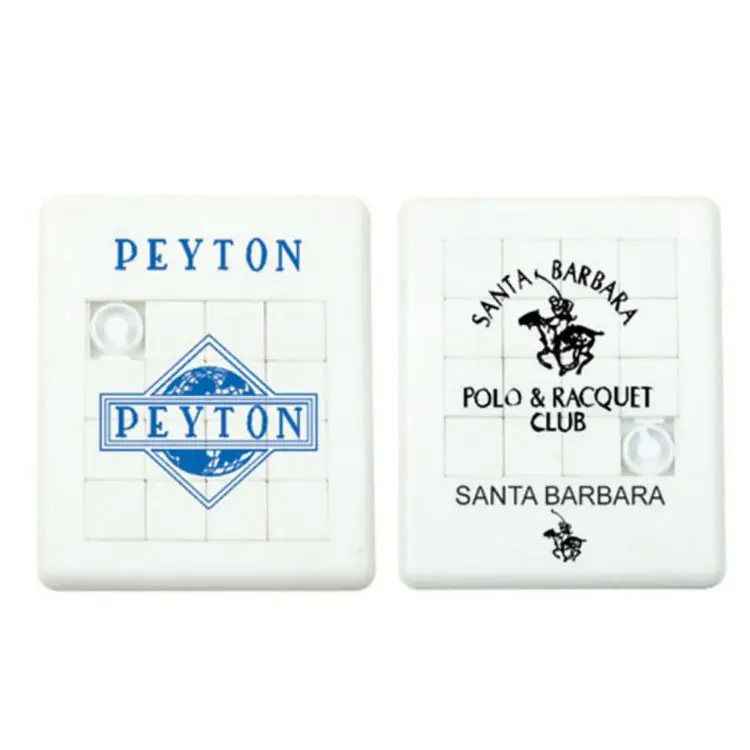 PEYTON
PEYTON
SANTA BARBARA
POLO & RACQUET
CLUB
SANTA BARBARA